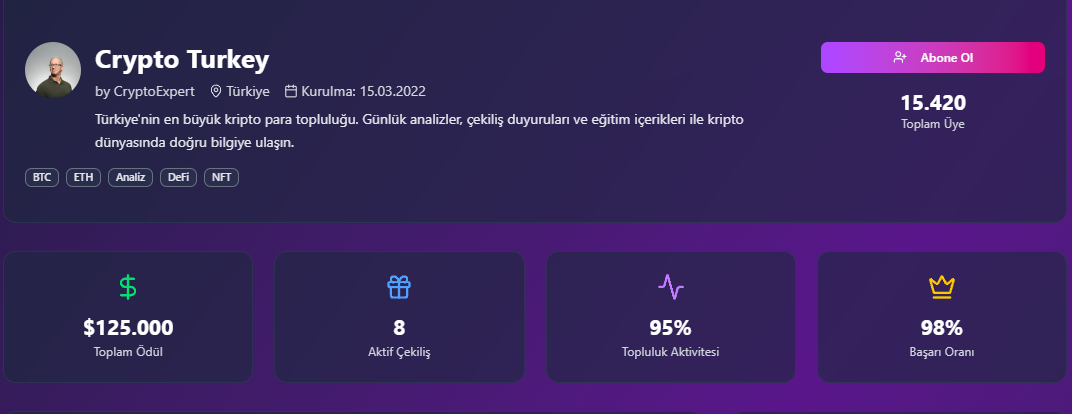 Crypto Turkey
by CryptoExpert Türkiye Kurulma: 15.03.2022
Türkiye'nin en büyük kripto para topluluğu. Günlük analizler, çekiliş duyuruları ve eğitim içerikleri ile kripto
dünyasında doğru bilgiye ulaşın.
BTC ETH Analiz DeFi NFT
Abone Ol
15.420
Toplam Üye
$125.000
Toplam Ödül
8
Aktif Çekiliş
95%
Topluluk Aktivitesi
98%
Başarı Oranı